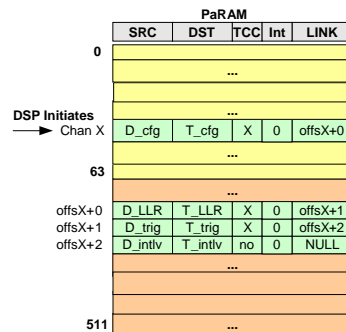 PaRAM
SRC DST TCC Int LINK
0
...
...
DSP Initiates
Chan X D_cfg T_cfg X 0 offsX+0
...
63
...
offsX+0 D_LLR T_LLR X 0 offsX+1
offsX+1 D_trig T_trig X 0 offsX+2
offsX+2 D_intlv T_intlv no 0 NULL
...
511
...